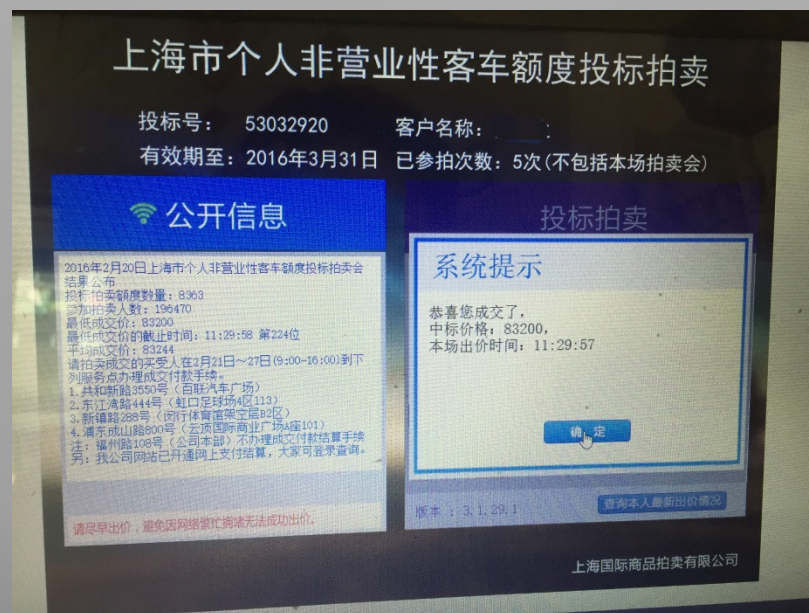 上海市个人非营业性客车额度投标拍卖
投标号： 53032920
客户名称：
有效期至：2016年3月31日
已参拍次数：5次(不包括本场拍卖会)
公开信息
2016年2月20日上海市个人非营业性客车额度投标拍卖会
结果公布
投标拍卖额度数量：8363
参加拍卖人数：196470
最低成交价：83200
最低成交价的截止时间：11:29:58 第224位
平均成交价：83244
请拍卖成交的买受人在2月21日～27日(9:00-16:00)到下
列服务点办理成交付款手续。
1.共和新路3550号（百联汽车广场）
2.东江湾路444号（虹口足球场4区113）
3.新镇路288号（闵行体育馆架空层B2区）
4.浦东成山路800号（云顶国际商业广场A座101）
注：福州路108号（公司本部）不办理成交付款结算手续
另：我公司网站已开通网上支付结算，大家可登录查询。
请尽早出价，避免因网络繁忙拥堵无法成功出价。
投标拍卖
系统提示
恭喜您成交了，
中标价格：83200，
本场出价时间：11:29:57
确 定
版本 ：3.1.29.1
查询本人最新出价情况
上海国际商品拍卖有限公司